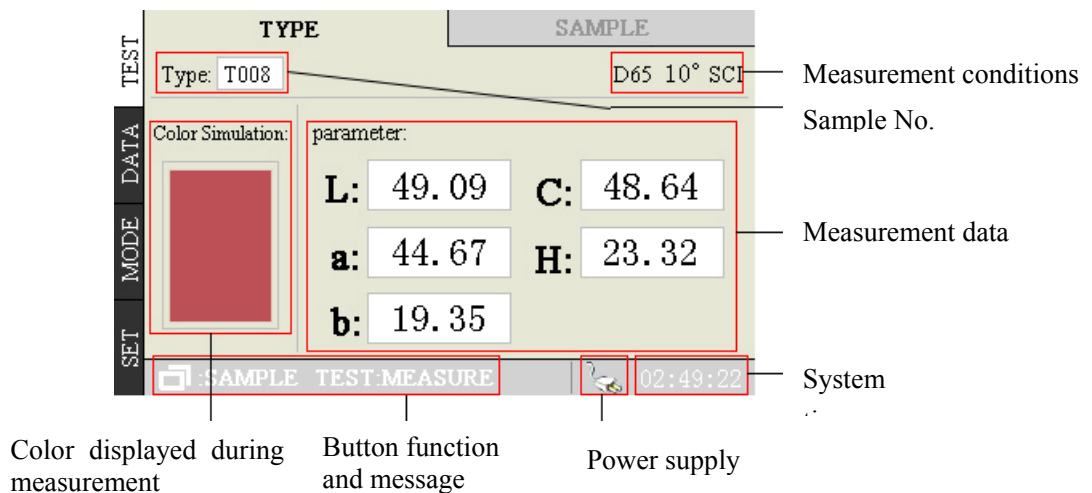 TYPE
SAMPLE
TEST
DATA
MODE
SET
Type: T008
D65 10° SCI
Color Simulation:
parameter:
L: 49.09
C: 48.64
a: 44.67
H: 23.32
b: 19.35
:SAMPLE TEST:MEASURE
02:49:22
Measurement conditions
Sample No.
Measurement data
System
Color displayed during
measurement
Button function
and message
Power supply